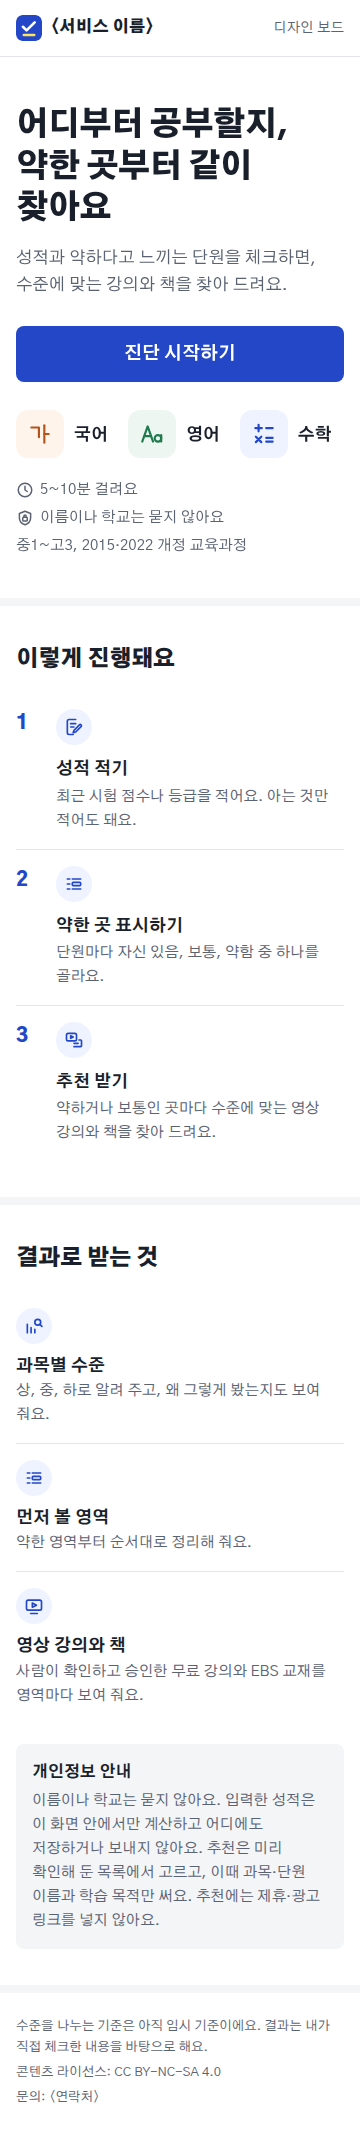 〈서비스 이름〉 디자인 보드
어디부터 공부할지,
약한 곳부터 같이
찾아요
성적과 약하다고 느끼는 단원을 체크하면,
수준에 맞는 강의와 책을 찾아 드려요.
진단 시작하기
가 국어 Aa 영어 수학
5~10분 걸려요
이름이나 학교는 묻지 않아요
중1~고3, 2015·2022 개정 교육과정
이렇게 진행돼요
1
성적 적기
최근 시험 점수나 등급을 적어요. 아는 것만
적어도 돼요.
2
약한 곳 표시하기
단원마다 자신 있음, 보통, 약함 중 하나를
골라요.
3
추천 받기
약하거나 보통인 곳마다 수준에 맞는 영상
강의와 책을 찾아 드려요.
결과로 받는 것
과목별 수준
상, 중, 하로 알려 주고, 왜 그렇게 봤는지도 보여
줘요.
먼저 볼 영역
약한 영역부터 순서대로 정리해 줘요.
영상 강의와 책
사람이 확인하고 승인한 무료 강의와 EBS 교재를
영역마다 보여 줘요.
개인정보 안내
이름이나 학교는 묻지 않아요. 입력한 성적은
이 화면 안에서만 계산하고 어디에도
저장하거나 보내지 않아요. 추천은 미리
확인해 둔 목록에서 고르고, 이때 과목·단원
이름과 학습 목적만 써요. 추천에는 제휴·광고
링크를 넣지 않아요.
수준을 나누는 기준은 아직 임시 기준이에요. 결과는 내가
직접 체크한 내용을 바탕으로 해요.
콘텐츠 라이선스: CC BY-NC-SA 4.0
문의: 〈연락처〉